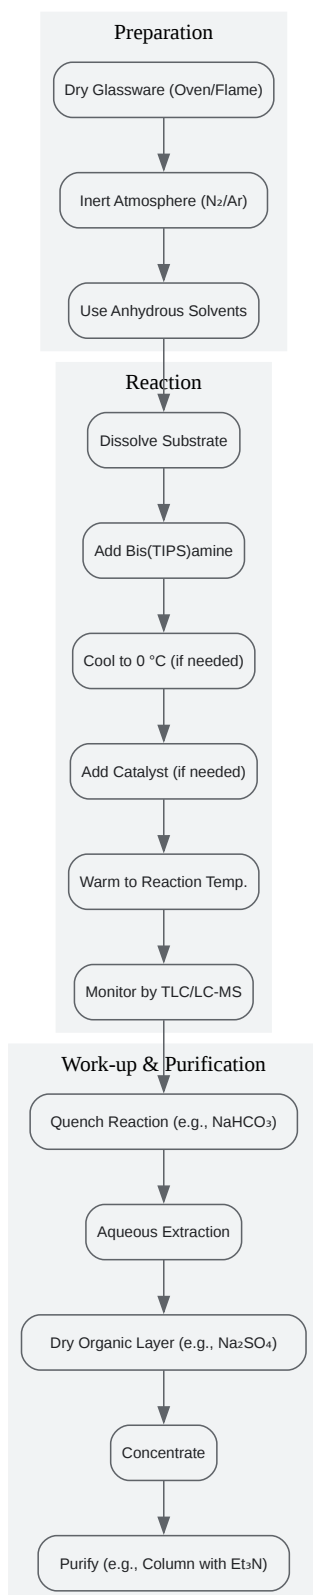 Preparation
Dry Glassware (Oven/Flame)
Inert Atmosphere (N₂/Ar)
Use Anhydrous Solvents
Reaction
Dissolve Substrate
Add Bis(TIPS)amine
Cool to 0 °C (if needed)
Add Catalyst (if needed)
Warm to Reaction Temp.
Monitor by TLC/LC-MS
Work-up & Purification
Quench Reaction (e.g., NaHCO₃)
Aqueous Extraction
Dry Organic Layer (e.g., Na₂SO₄)
Concentrate
Purify (e.g., Column with Et₃N)